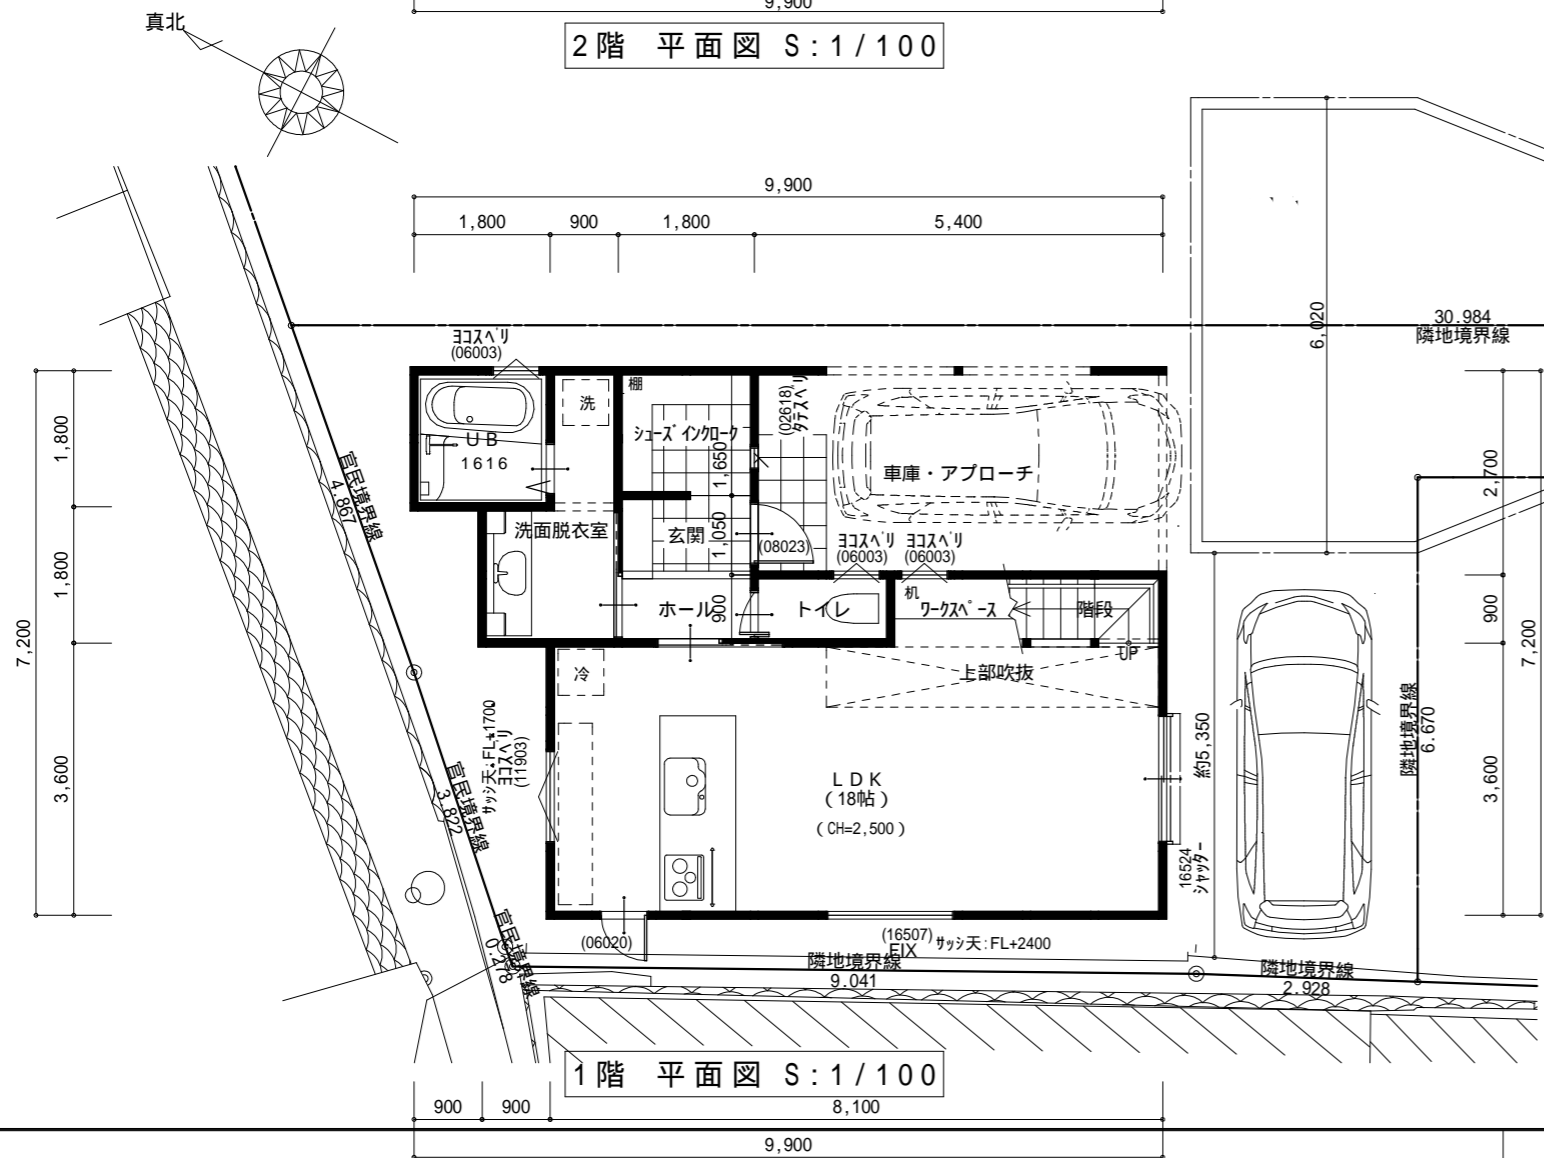 9,900
2階 平面図 S:1/100
真北
9,900
1,800 900 1,800 5,400
6,020
30.984
隣地境界線
ﾖｺｽﾍﾞﾘ
(06003)
棚
洗
UB
1616
ｼｭｰｽﾞｲﾝｸﾛｰｸ
(02618)
ﾀﾃｽﾍﾞﾘ
1,650
車庫・アプローチ
洗面脱衣室
玄関
1,050
(08023)
ﾖｺｽﾍﾞﾘ
(06003)
ﾖｺｽﾍﾞﾘ
(06003)
ホール
900
トイレ
机
ﾜｰｸｽﾍﾟｰｽ
階段
UP
上部吹抜
冷
LDK
(18帖)
(CH=2,500)
官民境界線
4.867
官民境界線
3.822
官民境界線
0.278
サッシ天:FL+1700
ﾖｺｽﾍﾞﾘ
(11903)
1,800
1,800
3,600
7,200
2,700
900
3,600
7,200
約5,350
隣地境界線
6.670
16524
ｼｬｯﾀｰ
(06020)
(16507)
FIX
サッシ天:FL+2400
隣地境界線
9.041
隣地境界線
2.928
1階 平面図 S:1/100
900 900 8,100
9,900